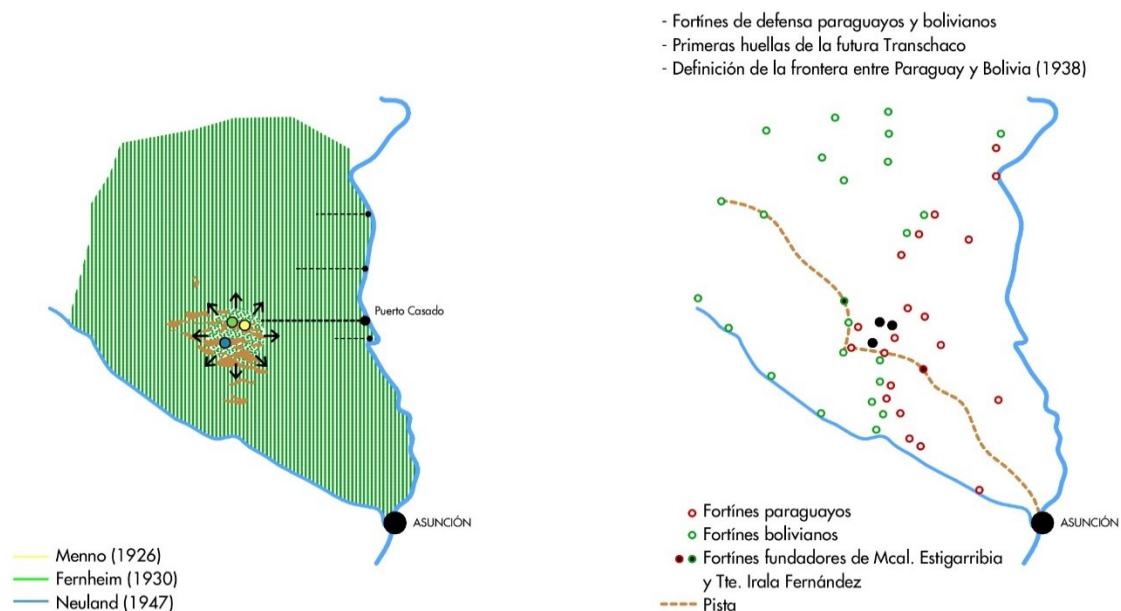 Puerto Casado
ASUNCIÓN
Menno (1926)
Fernheim (1930)
Neuland (1947)
- Fortínes de defensa paraguayos y bolivianos
- Primeras huellas de la futura Transchaco
- Definición de la frontera entre Paraguay y Bolivia (1938)
ASUNCIÓN
Fortínes paraguayos
Fortínes bolivianos
Fortínes fundadores de Mcal. Estigarribia
y Tte. Irala Fernández
Pista